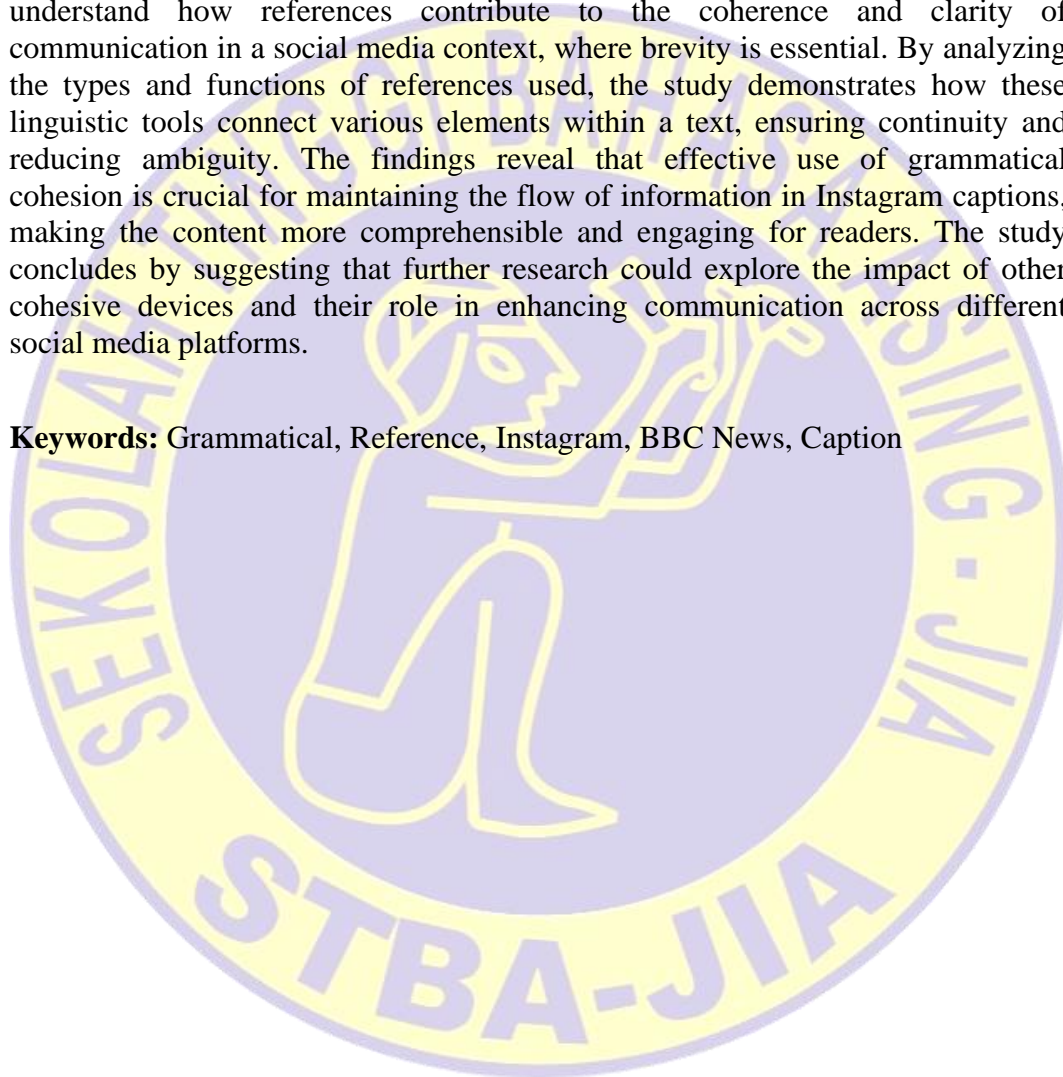 understand how references contribute to the coherence and clarity of
communication in a social media context, where brevity is essential. By analyzing
the types and functions of references used, the study demonstrates how these
linguistic tools connect various elements within a text, ensuring continuity and
reducing ambiguity. The findings reveal that effective use of grammatical
cohesion is crucial for maintaining the flow of information in Instagram captions,
making the content more comprehensible and engaging for readers. The study
concludes by suggesting that further research could explore the impact of other
cohesive devices and their role in enhancing communication across different
social media platforms.
Keywords: Grammatical, Reference, Instagram, BBC News, Caption
SEKOLAH TINGGI BAHASA ASING - JIA
STBA-JIA